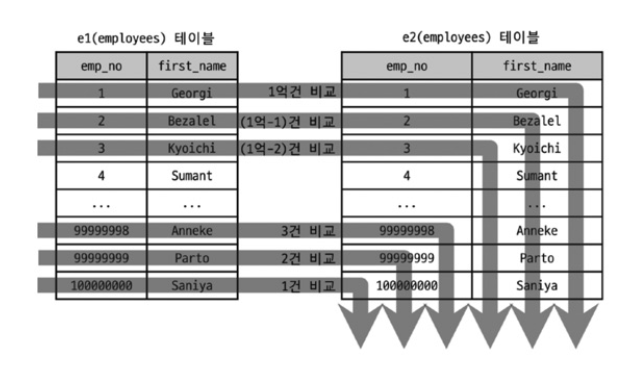 e1(employees) 테이블 e2(employees) 테이블
emp_no first_name emp_no first_name
1 Georgi 1억건 비교 1 Georgi
2 Bezalel (1억-1)건 비교 2 Bezalel
3 Kyoichi (1억-2)건 비교 3 Kyoichi
4 Sumant 4 Sumant
... ... ... ...
99999998 Anneke 3건 비교 99999998 Anneke
99999999 Parto 2건 비교 99999999 Parto
100000000 Saniya 1건 비교 100000000 Saniya